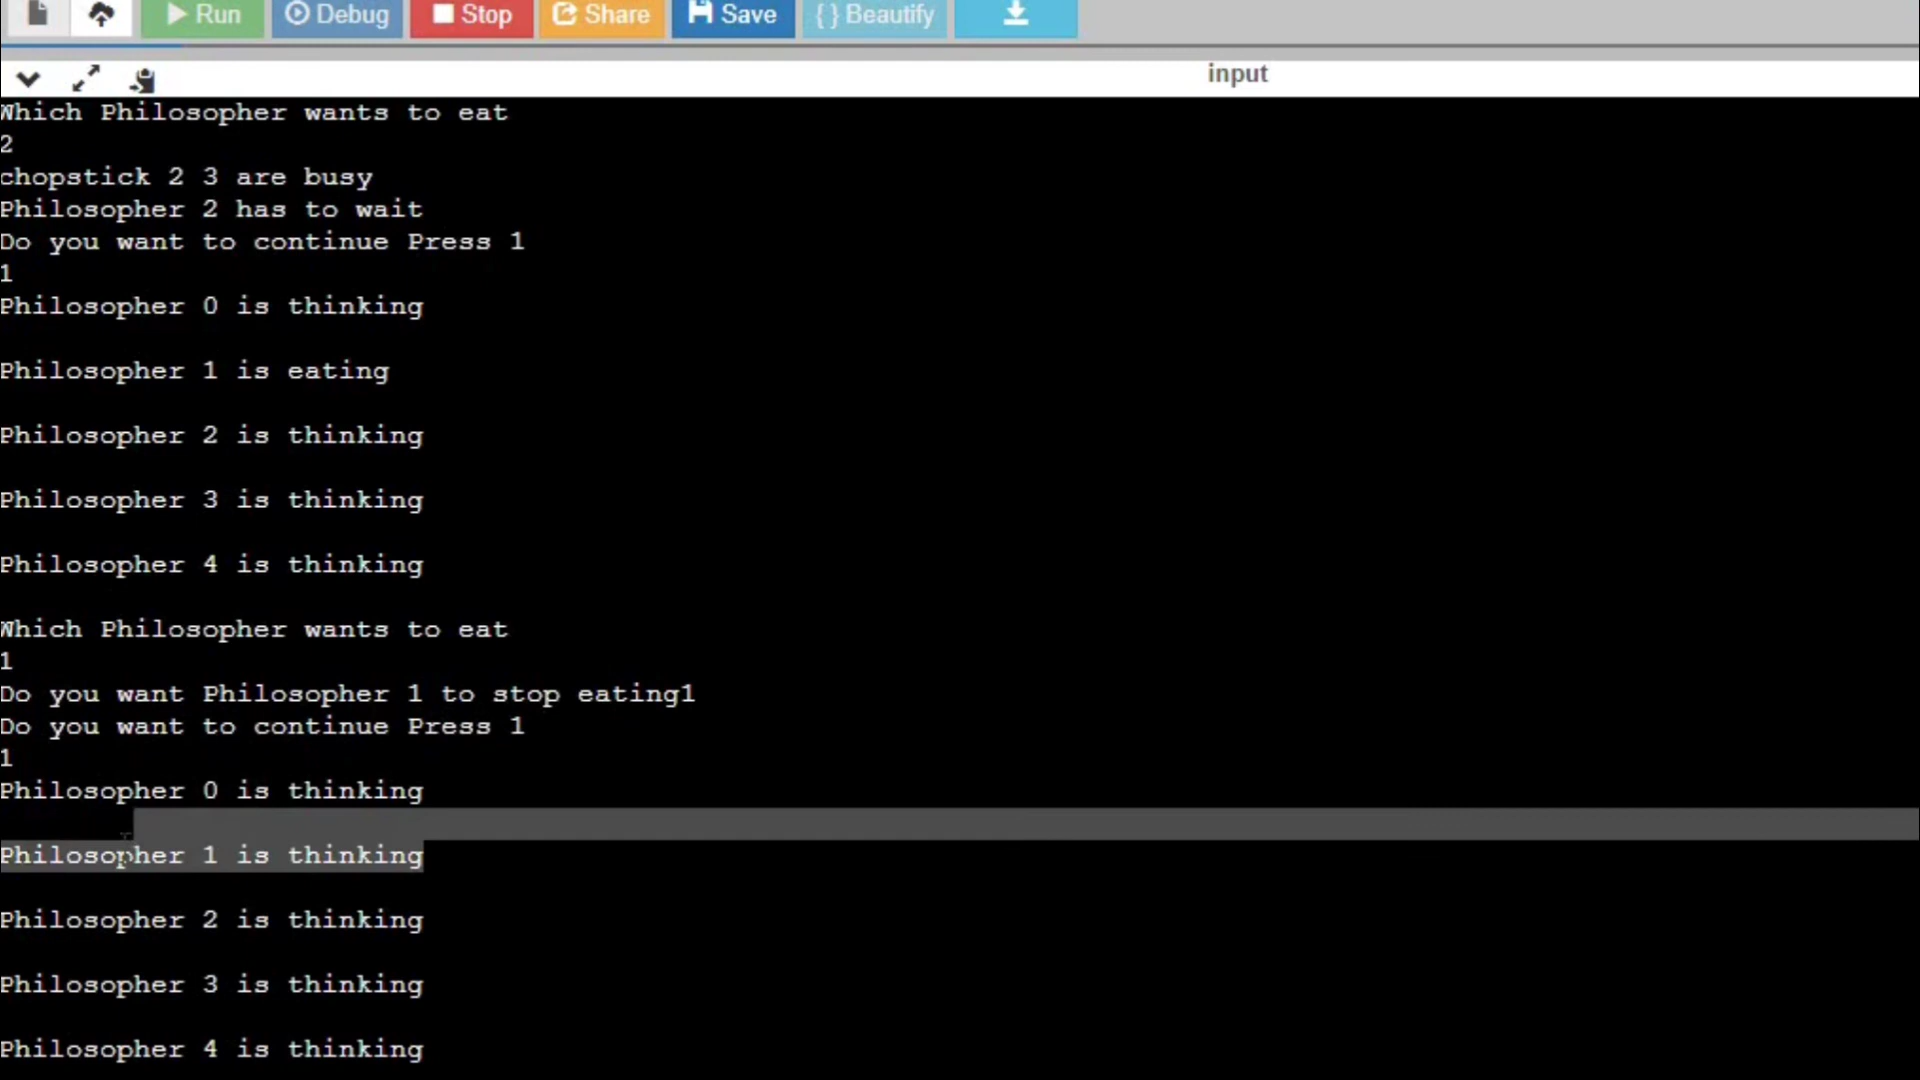 Run Debug Stop Share Save { } Beautify
input
Which Philosopher wants to eat
2
chopstick 2 3 are busy
Philosopher 2 has to wait
Do you want to continue Press 1
1
Philosopher 0 is thinking
Philosopher 1 is eating
Philosopher 2 is thinking
Philosopher 3 is thinking
Philosopher 4 is thinking
Which Philosopher wants to eat
1
Do you want Philosopher 1 to stop eating1
Do you want to continue Press 1
1
Philosopher 0 is thinking
Philosopher 1 is thinking
Philosopher 2 is thinking
Philosopher 3 is thinking
Philosopher 4 is thinking